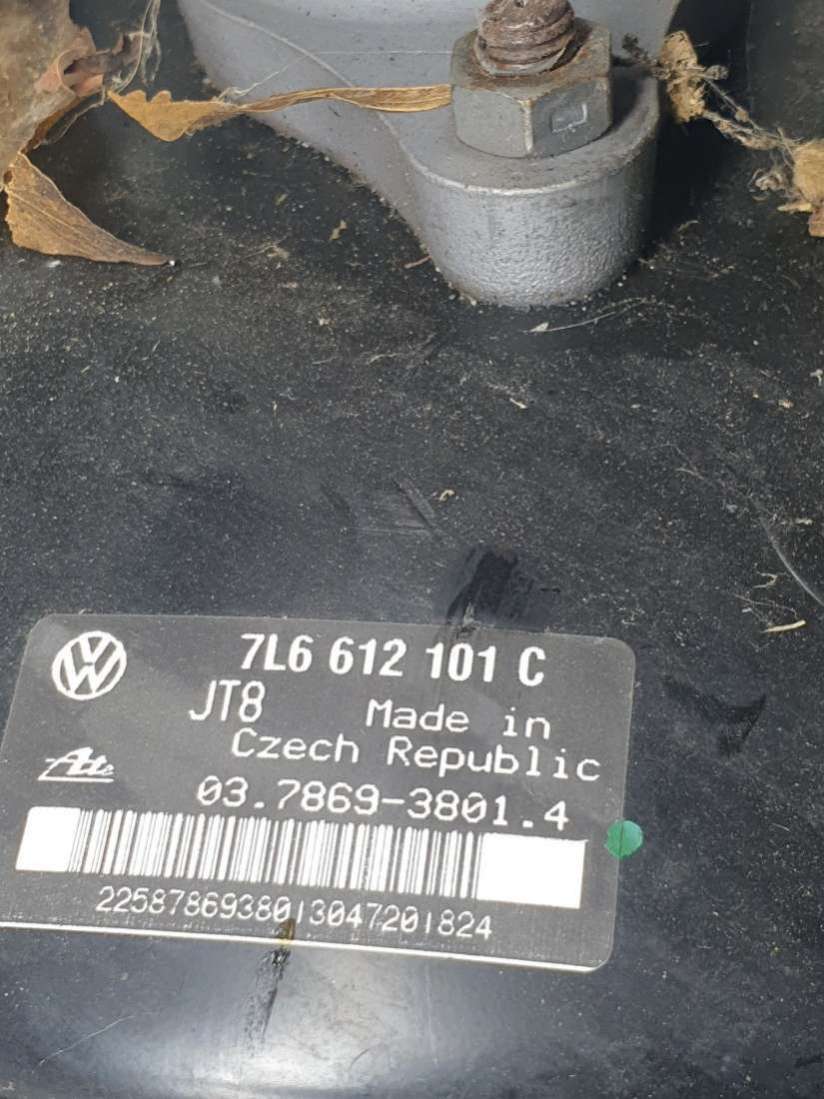 7L6 612 101 C
JT8
Made in
Czech Republic
Ate
03.7869-3801.4
2258786938013047201824